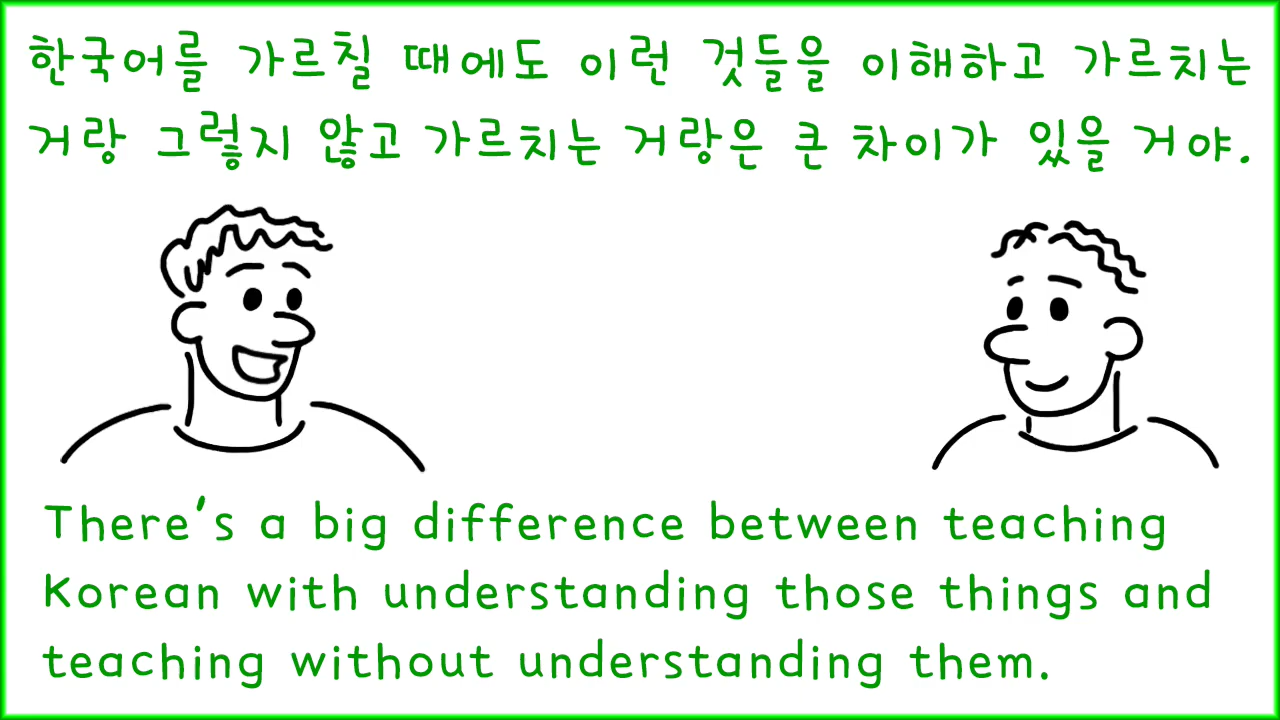 한국어를 가르칠 때에도 이런 것들을 이해하고 가르치는
거랑 그렇지 않고 가르치는 거랑은 큰 차이가 있을 거야.
There's a big difference between teaching
Korean with understanding those things and
teaching without understanding them.